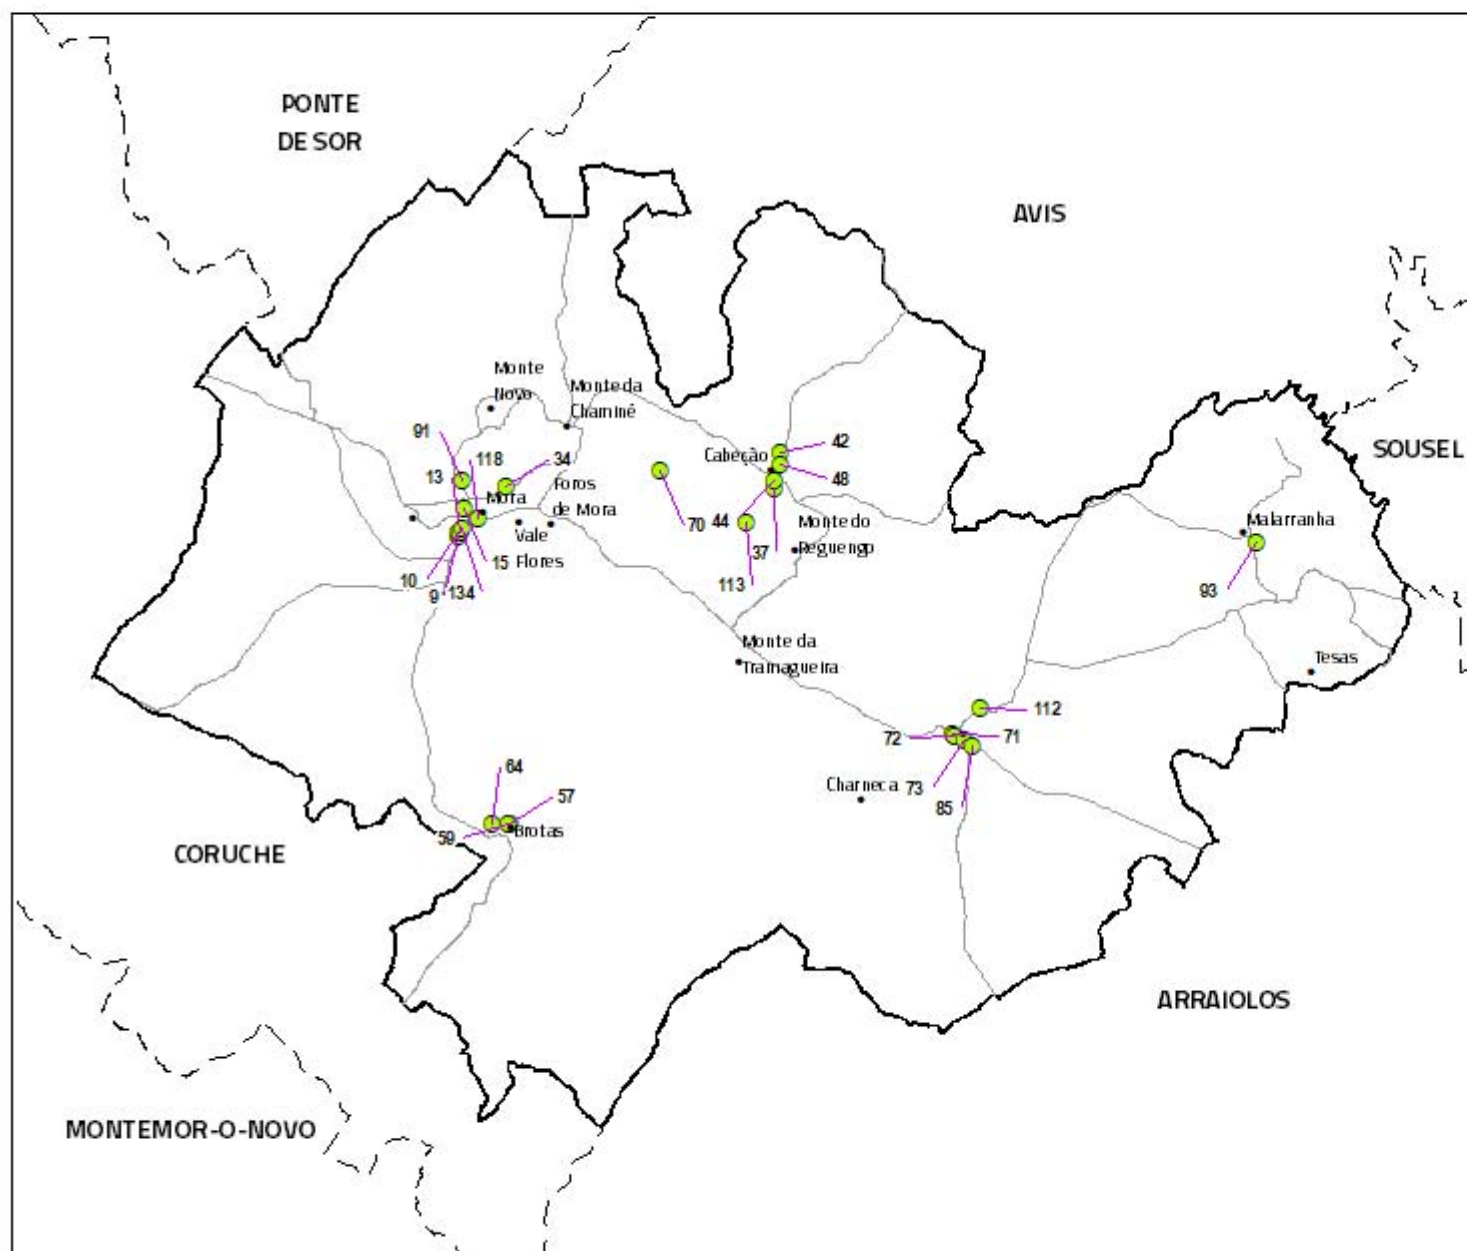 PONTE
DE SOR
AVIS
Monte
Novo
Monte da
Chaminé
91
118
34
42
SOUSEL
Cabeção
13
Foros
48
Mora
de Mora
70
44
Monte do
Malarranha
Vale
37
Reguengo
15
Flores
10
113
9
134
93
Monte da
Tramagueira
Tesas
112
72
71
64
Charneca
73
57
85
59
Brotas
CORUCHE
ARRAIOLOS
MONTEMOR-O-NOVO